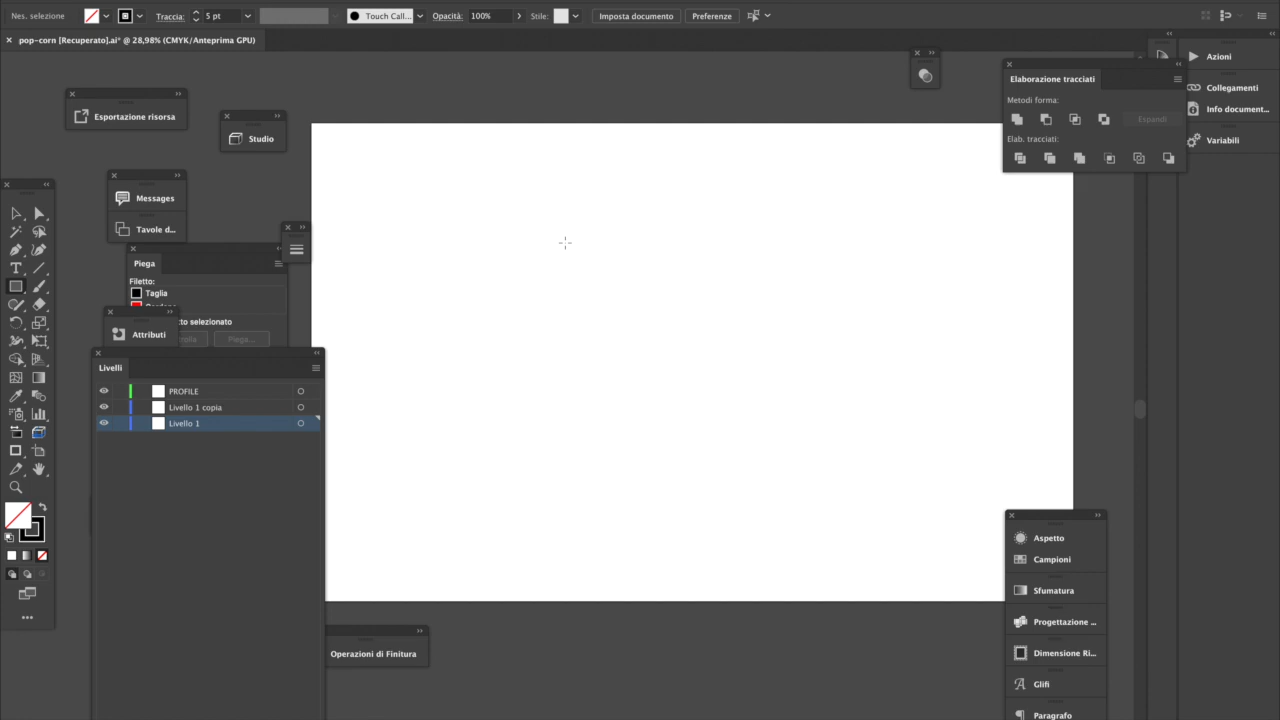 Nes. selezione
Traccia:
5 pt
Touch Call...
Opacità:
100%
Stile:
Imposta documento
Preferenze
pop-corn [Recuperato].ai* @ 28,98% (CMYK/Anteprima GPU)
Esportazione risorsa
Studio
Messages
Tavole d...
Piega
Filetto:
Taglia
tto selezionato
Piega...
Attributi
Livelli
PROFILE
Livello 1 copia
Livello 1
Operazioni di Finitura
Elaborazione tracciati
Metodi forma:
Espandi
Elab. tracciati:
Azioni
Collegamenti
Info document...
Variabili
Aspetto
Campioni
Sfumatura
Progettazione ...
Dimensione Ri...
Glifi
Paragrafo